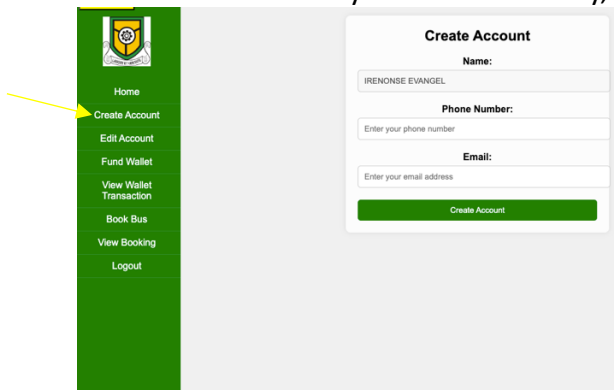 Home
Create Account
Edit Account
Fund Wallet
View Wallet
Transaction
Book Bus
View Booking
Logout
Create Account
Name:
IRENONSE EVANGEL
Phone Number:
Enter your phone number
Email:
Enter your email address
Create Account